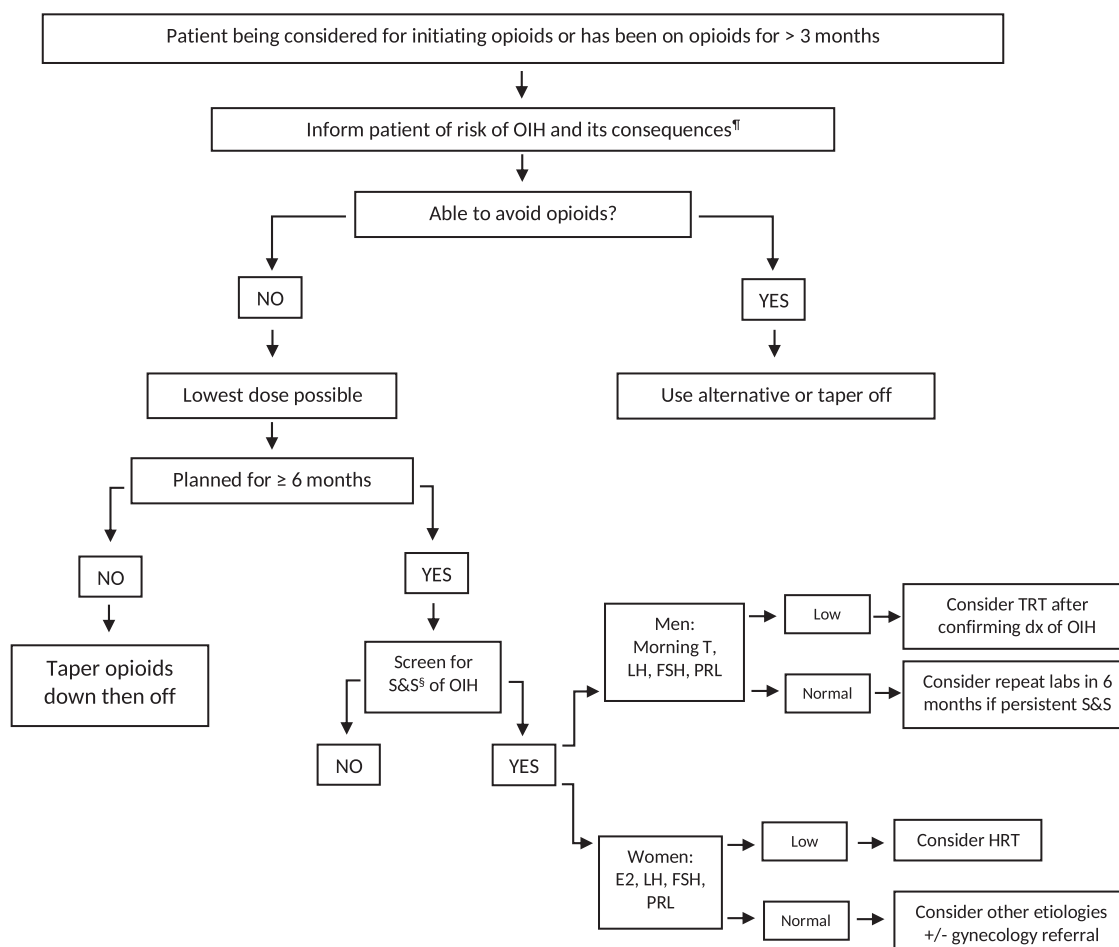 Patient being considered for initiating opioids or has been on opioids for > 3 months
Inform patient of risk of OIH and its consequences¶
Able to avoid opioids?
NO
YES
Lowest dose possible
Use alternative or taper off
Planned for ≥ 6 months
NO
YES
Taper opioids
down then off
Screen for
S&S§ of OIH
NO
YES
Men:
Morning T,
LH, FSH, PRL
Low
Consider TRT after
confirming dx of OIH
Normal
Consider repeat labs in 6
months if persistent S&S
Women:
E2, LH, FSH,
PRL
Low
Consider HRT
Normal
Consider other etiologies
+/- gynecology referral